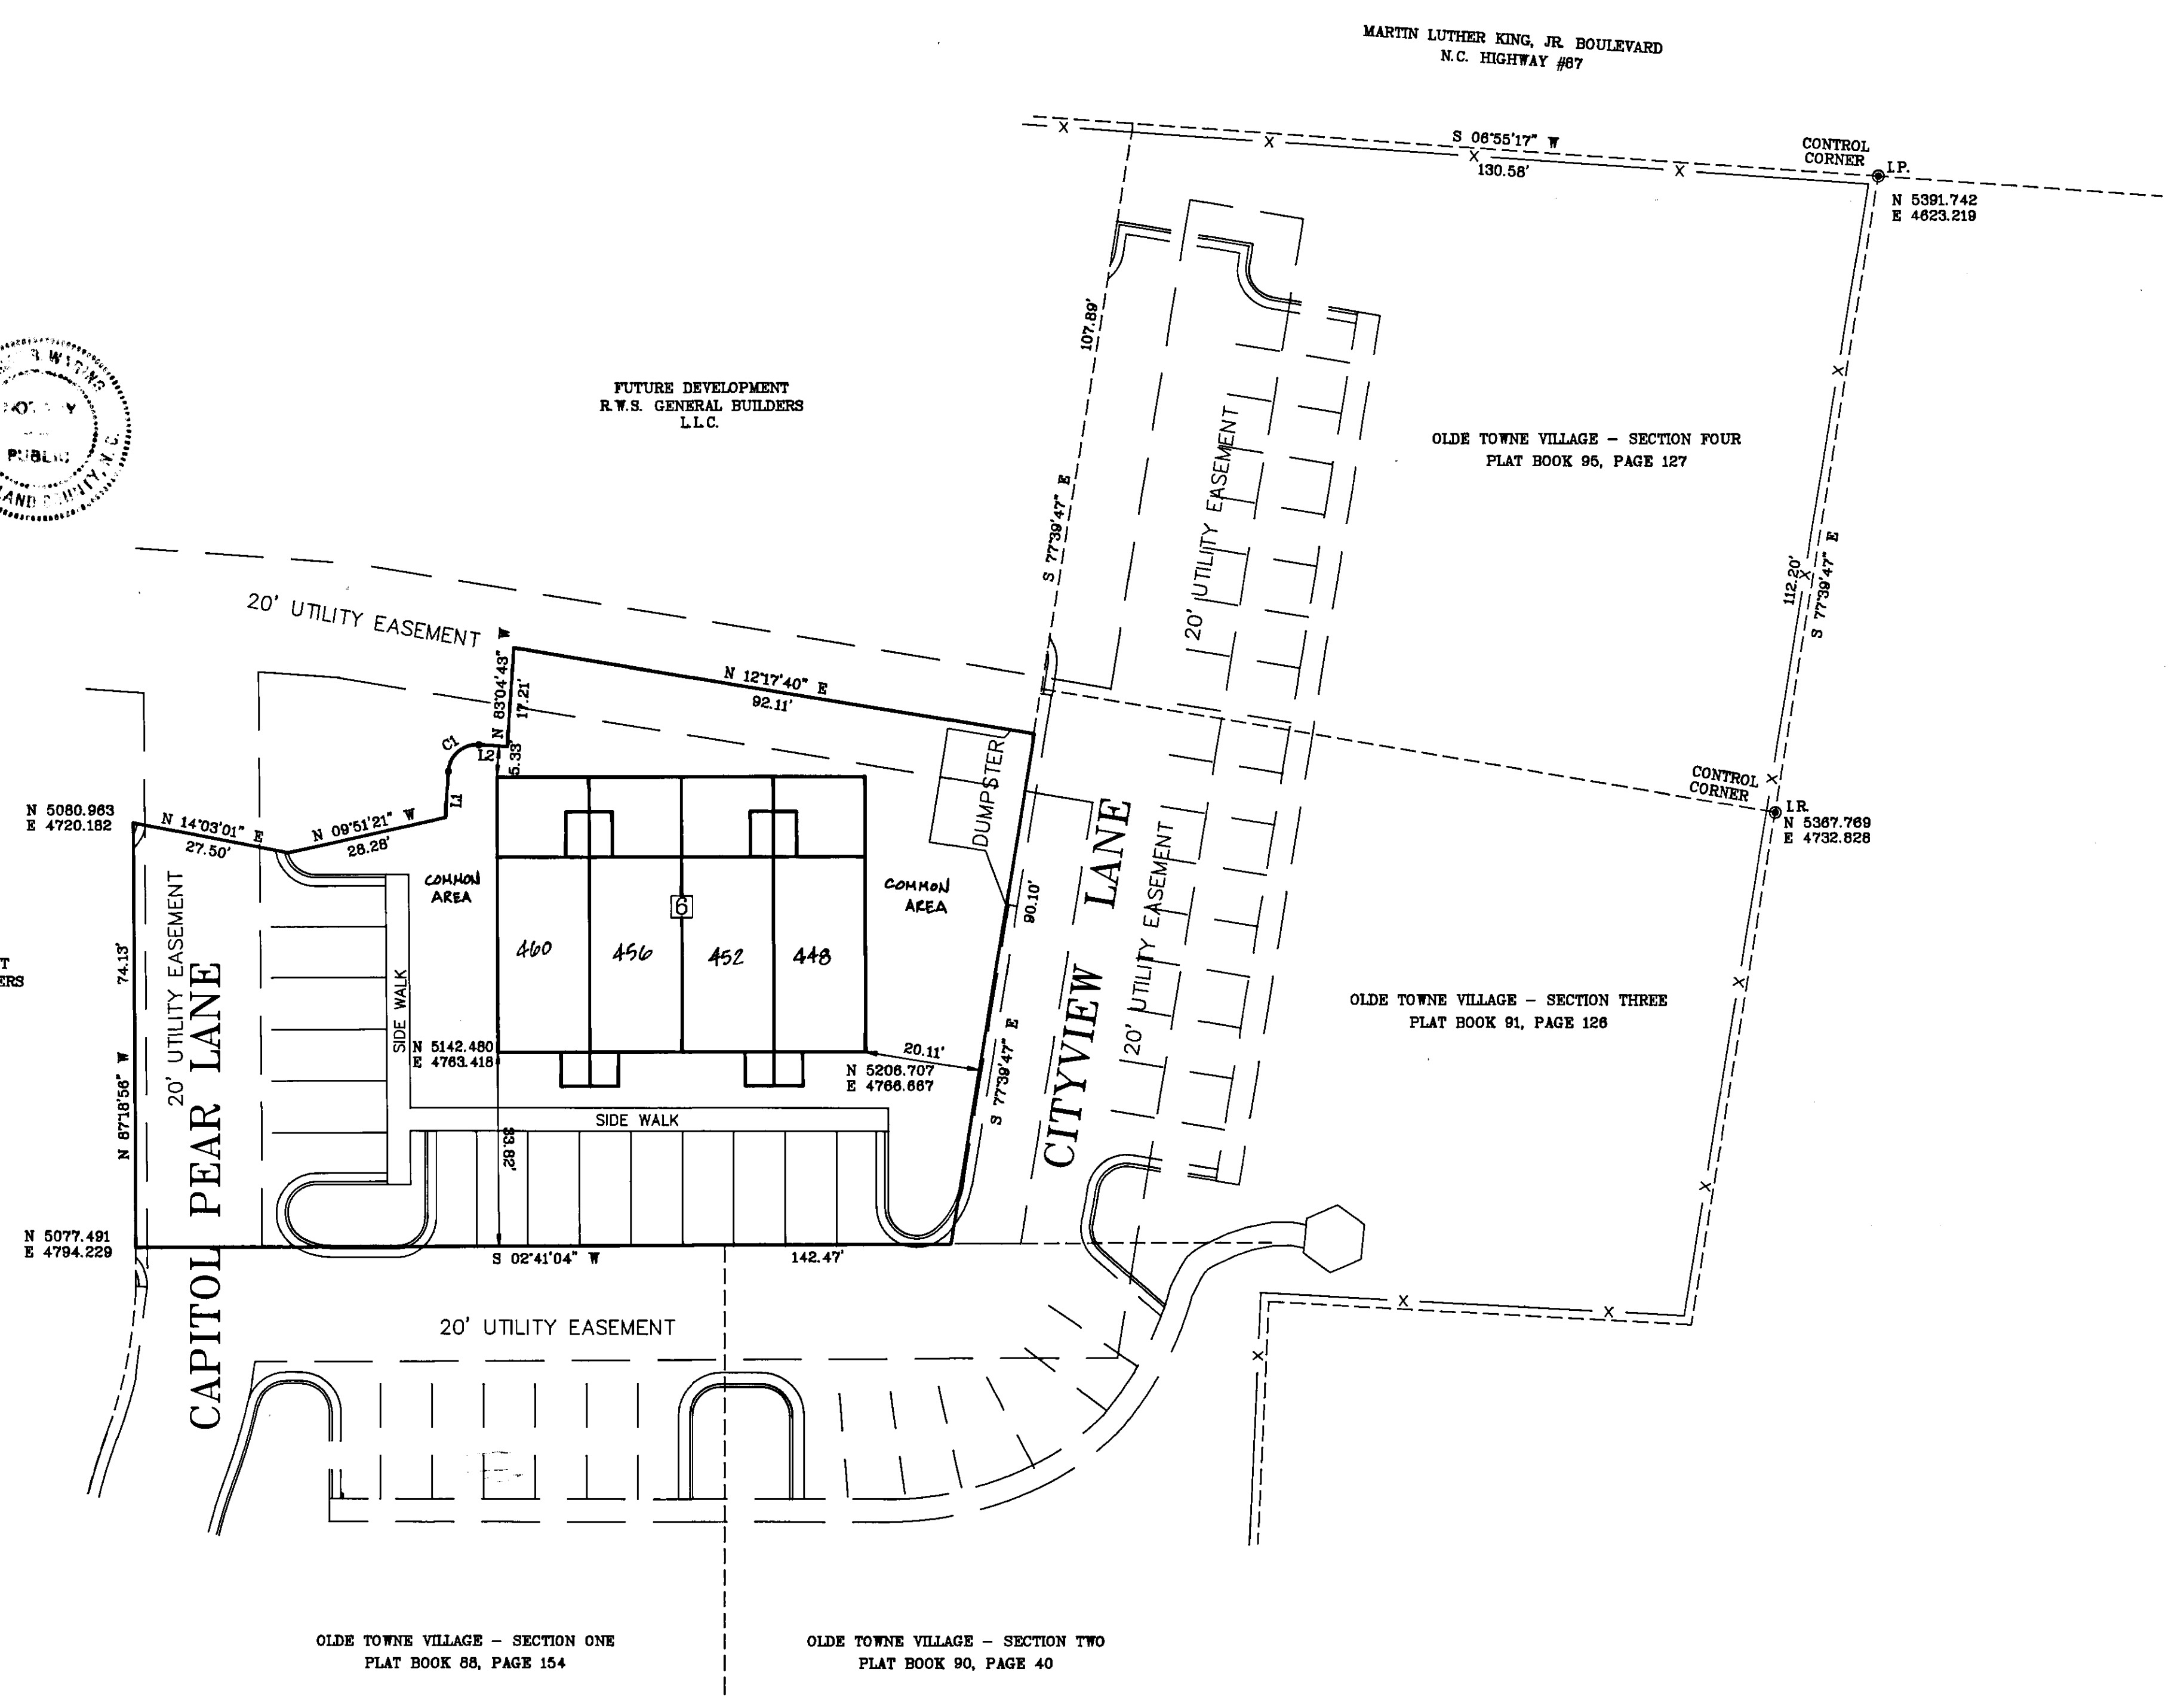 MARTIN LUTHER KING, JR. BOULEVARD
N.C. HIGHWAY #87
S 06°55'17" W
130.58'
CONTROL
CORNER
I.P.
N 5391.742
E 4623.219
107.89'
S 77°39'47" E
FUTURE DEVELOPMENT
R.W.S. GENERAL BUILDERS
L.L.C.
PUBLIC
20' UTILITY EASEMENT
OLDE TOWNE VILLAGE – SECTION FOUR
PLAT BOOK 95, PAGE 127
112.20'
S 77°39'47" E
20' UTILITY EASEMENT
N 83°04'43" W
17.21'
N 12°17'40" E
92.11'
C1
L2
5.33'
L1
DUMPSTER
CONTROL
CORNER
I.R.
N 5367.769
E 4732.828
N 5080.963
E 4720.182
N 14°03'01" E
27.50'
N 09°51'21" W
28.28'
COMMON
AREA
COMMON
AREA
6
460
456
452
448
90.10'
CITYVIEW LANE
20' UTILITY EASEMENT
T
ERS
74.13'
N 87°18'56" W
20' UTILITY EASEMENT
CAPITOL PEAR LANE
SIDE WALK
N 5142.480
E 4763.418
20.11'
N 5206.707
E 4766.667
S 77°39'47" E
OLDE TOWNE VILLAGE – SECTION THREE
PLAT BOOK 91, PAGE 126
SIDE WALK
33.82'
N 5077.491
E 4794.229
S 02°41'04" W
142.47'
20' UTILITY EASEMENT
OLDE TOWNE VILLAGE – SECTION ONE
PLAT BOOK 88, PAGE 154
OLDE TOWNE VILLAGE – SECTION TWO
PLAT BOOK 90, PAGE 40